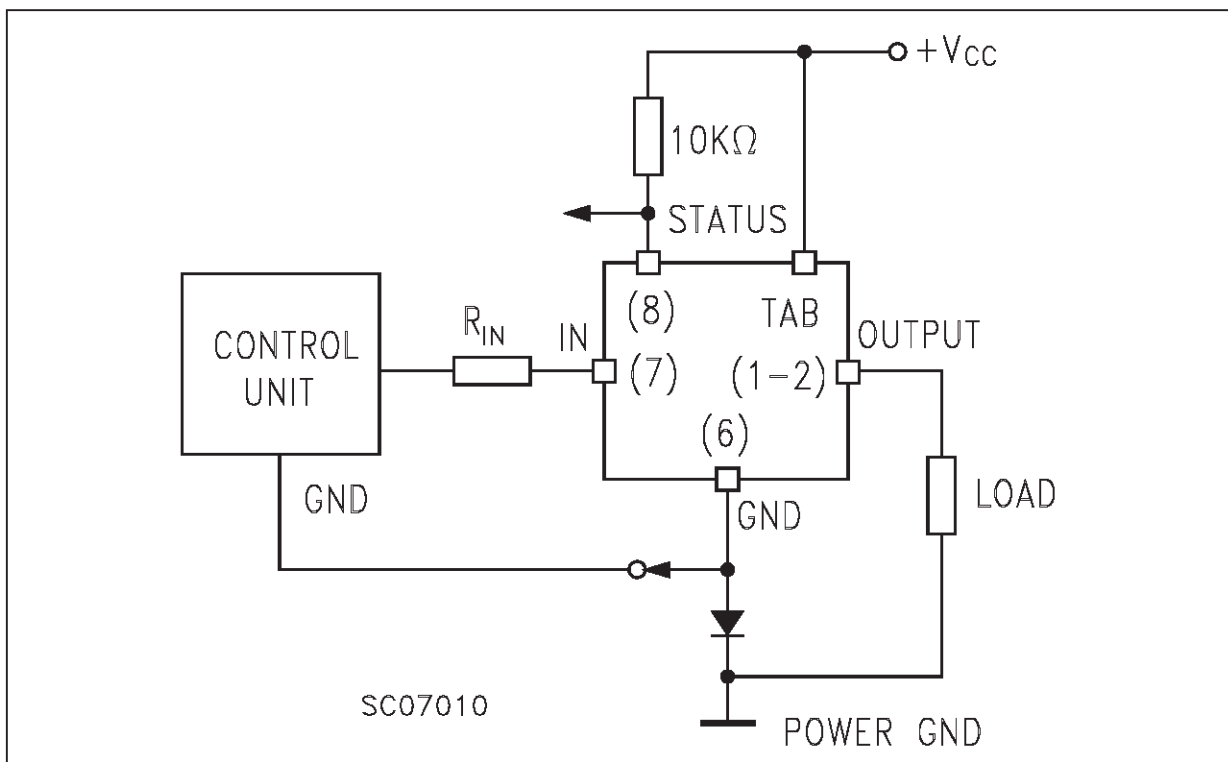 +VCC
10KΩ
STATUS
(8)
TAB
OUTPUT
RIN
IN
CONTROL
UNIT
(7)
(1-2)
(6)
LOAD
GND
GND
SC07010
POWER GND